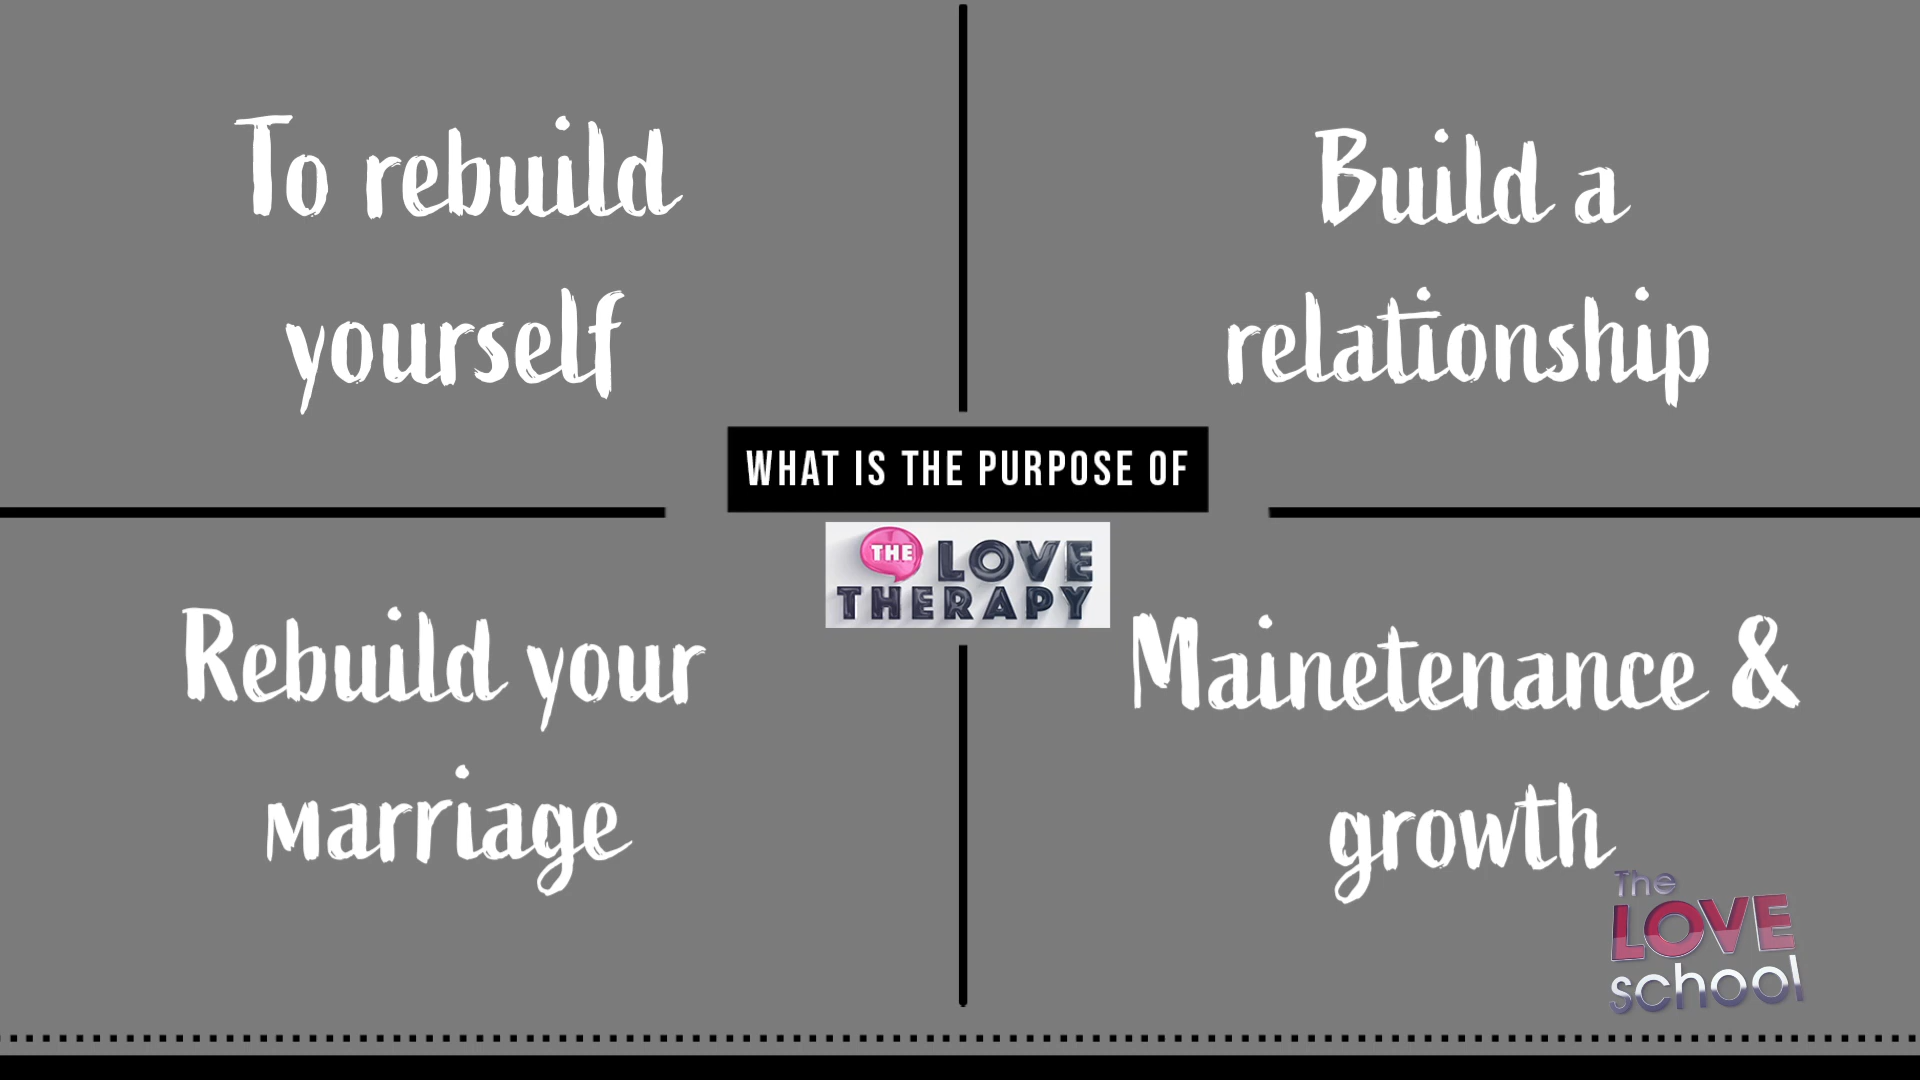 To rebuild
yourself
Build a
relationship
WHAT IS THE PURPOSE OF
THE LOVE
THERAPY
Rebuild your
marriage
Mainetenance &
growth
The
LOVE
school